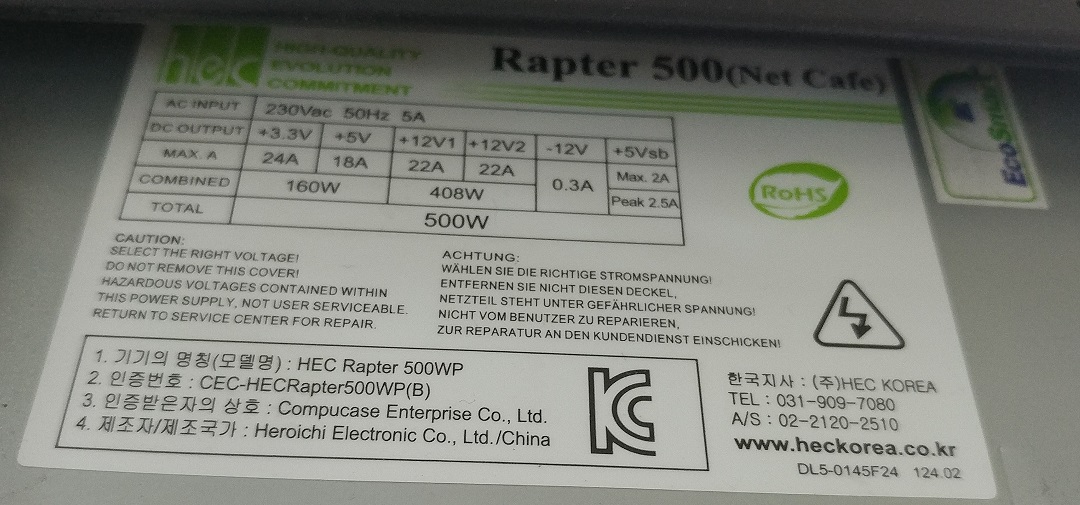 hec HIGH-QUALITY
EVOLUTION
COMMITMENT
Rapter 500(Net Cafe)
EcoSmart
AC INPUT 230Vac 50Hz 5A
DC OUTPUT +3.3V +5V +12V1 +12V2 -12V +5Vsb
MAX. A 24A 18A 22A 22A 0.3A Max. 2A
COMBINED 160W 408W Peak 2.5A
TOTAL 500W
RoHS
CAUTION:
SELECT THE RIGHT VOLTAGE!
DO NOT REMOVE THIS COVER!
HAZARDOUS VOLTAGES CONTAINED WITHIN
THIS POWER SUPPLY, NOT USER SERVICEABLE.
RETURN TO SERVICE CENTER FOR REPAIR.
ACHTUNG:
WÄHLEN SIE DIE RICHTIGE STROMSPANNUNG!
ENTFERNEN SIE NICHT DIESEN DECKEL,
NETZTEIL STEHT UNTER GEFÄHRLICHER SPANNUNG!
NICHT VOM BENUTZER ZU REPARIEREN,
ZUR REPARATUR AN DEN KUNDENDIENST EINSCHICKEN!
1. 기기의 명칭(모델명) : HEC Rapter 500WP
2. 인증번호 : CEC-HECRapter500WP(B)
3. 인증받은자의 상호 : Compucase Enterprise Co., Ltd.
4. 제조자/제조국가 : Heroichi Electronic Co., Ltd./China
KC
한국지사 : (주)HEC KOREA
TEL : 031-909-7080
A/S : 02-2120-2510
www.heckorea.co.kr
DL5-0145F24 124.02